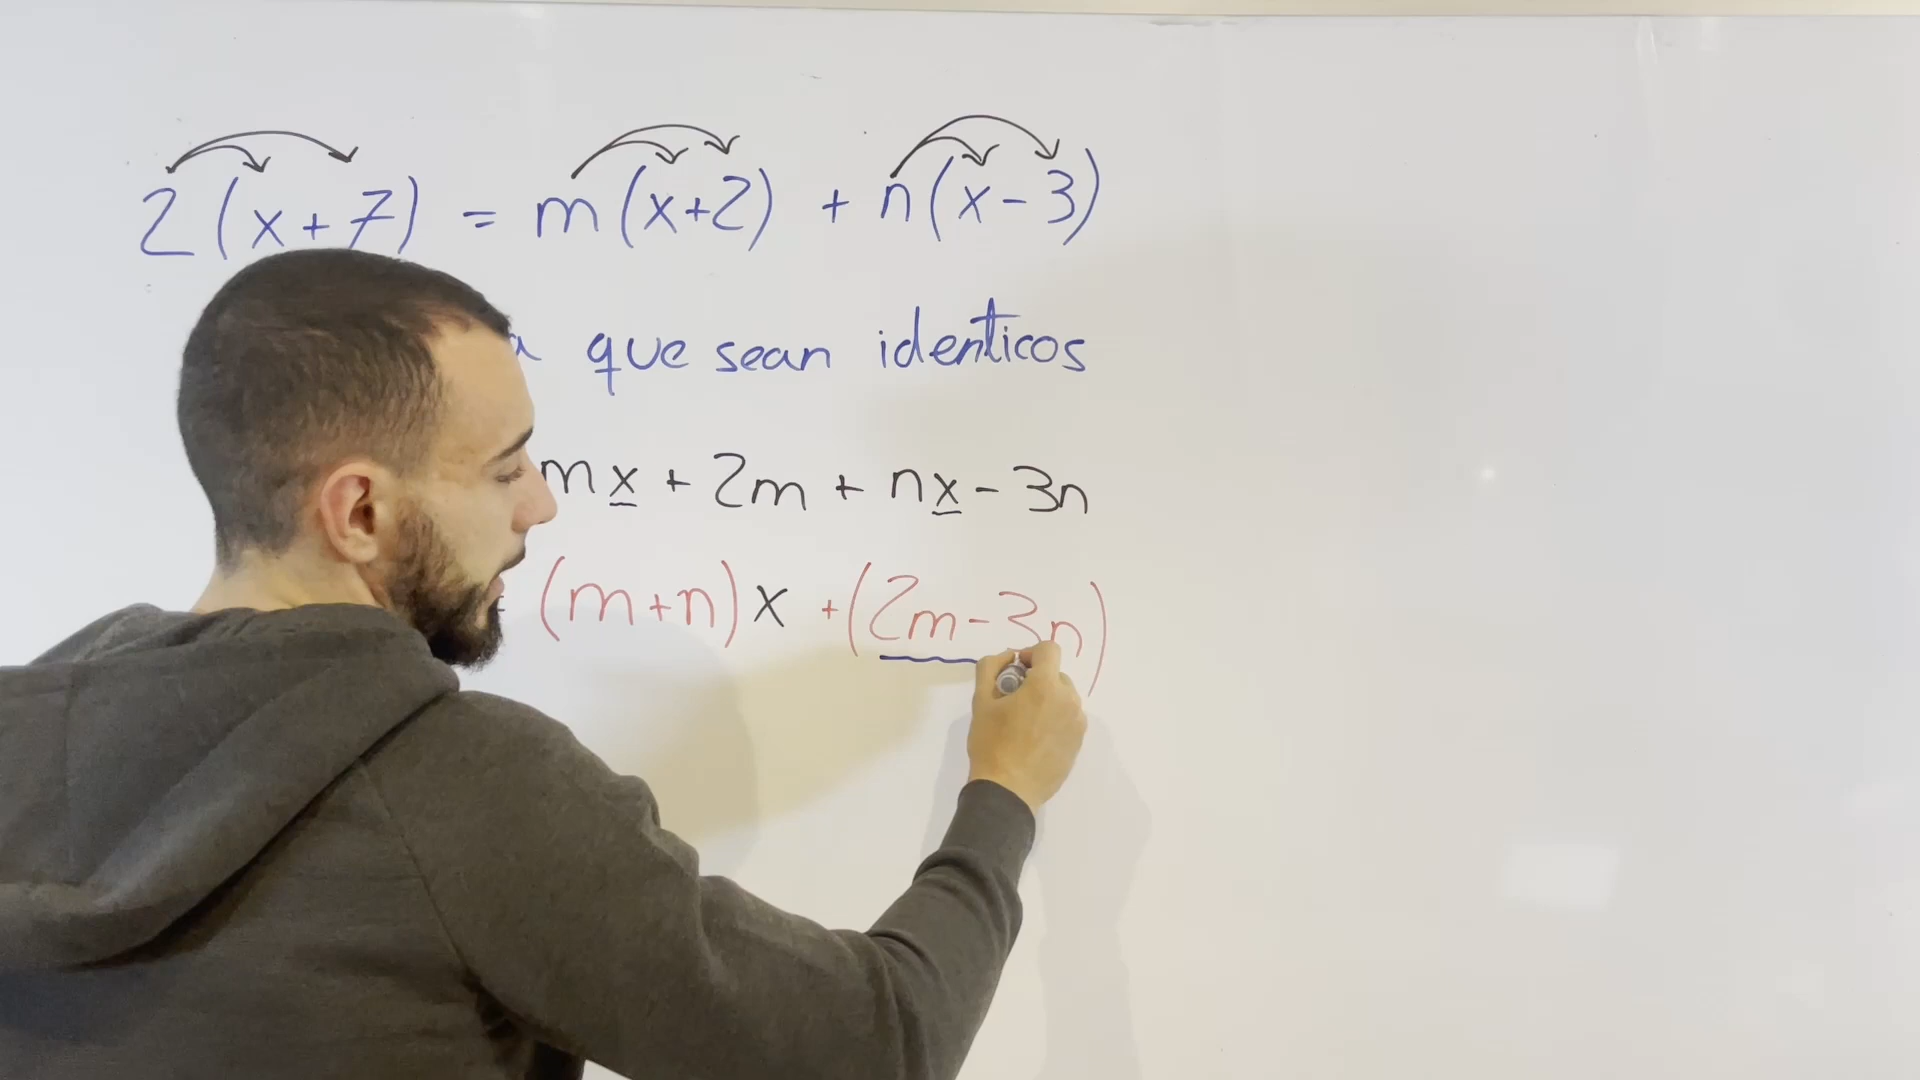 2(x+7) = m(x+2) + n(x-3)
que sean identicos
mx + 2m + nx - 3n
(m+n)x + (2m-3n)